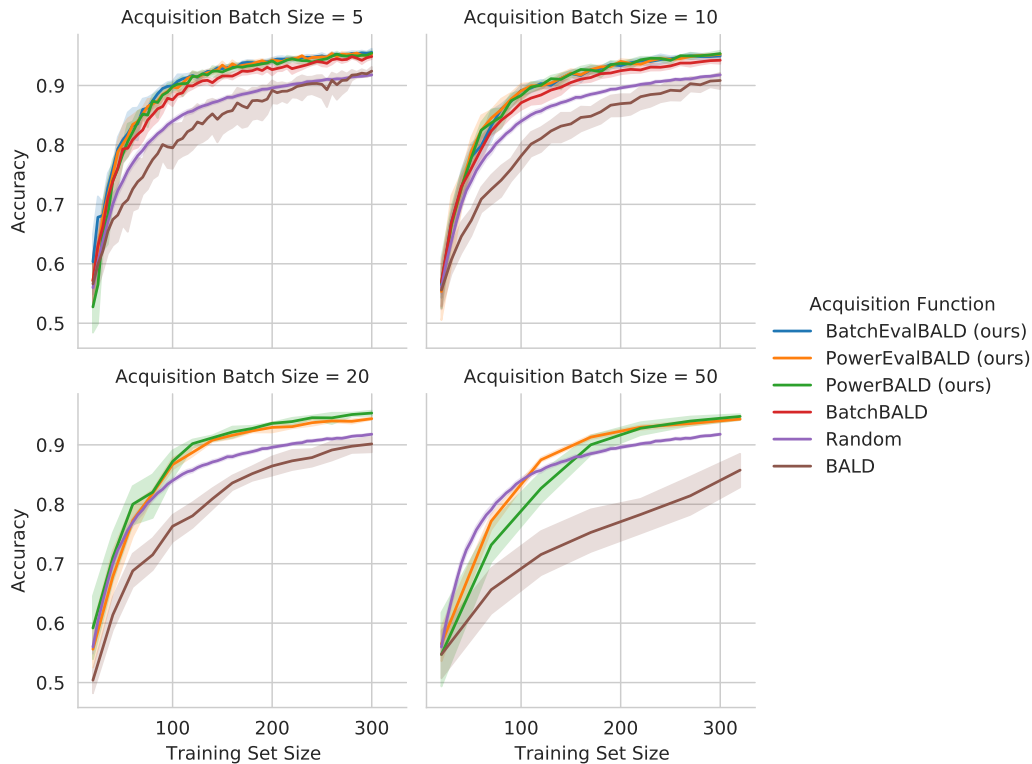 Acquisition Batch Size = 5
Acquisition Batch Size = 10
Accuracy
0.9
0.8
0.7
0.6
0.5
Acquisition Batch Size = 20
Acquisition Batch Size = 50
Accuracy
0.9
0.8
0.7
0.6
0.5
100 200 300
100 200 300
Training Set Size
Training Set Size
Acquisition Function
BatchEvalBALD (ours)
PowerEvalBALD (ours)
PowerBALD (ours)
BatchBALD
Random
BALD